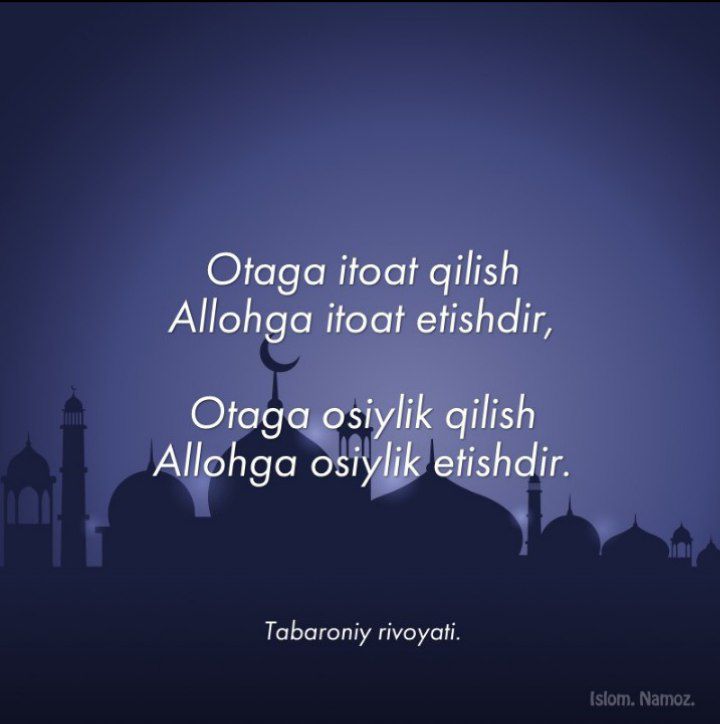 Otaga itoat qilish
Allohga itoat etishdir,
Otaga osiylik qilish
Allohga osiylik etishdir.
Tabaroniy rivoyati.
Islom. Namoz.